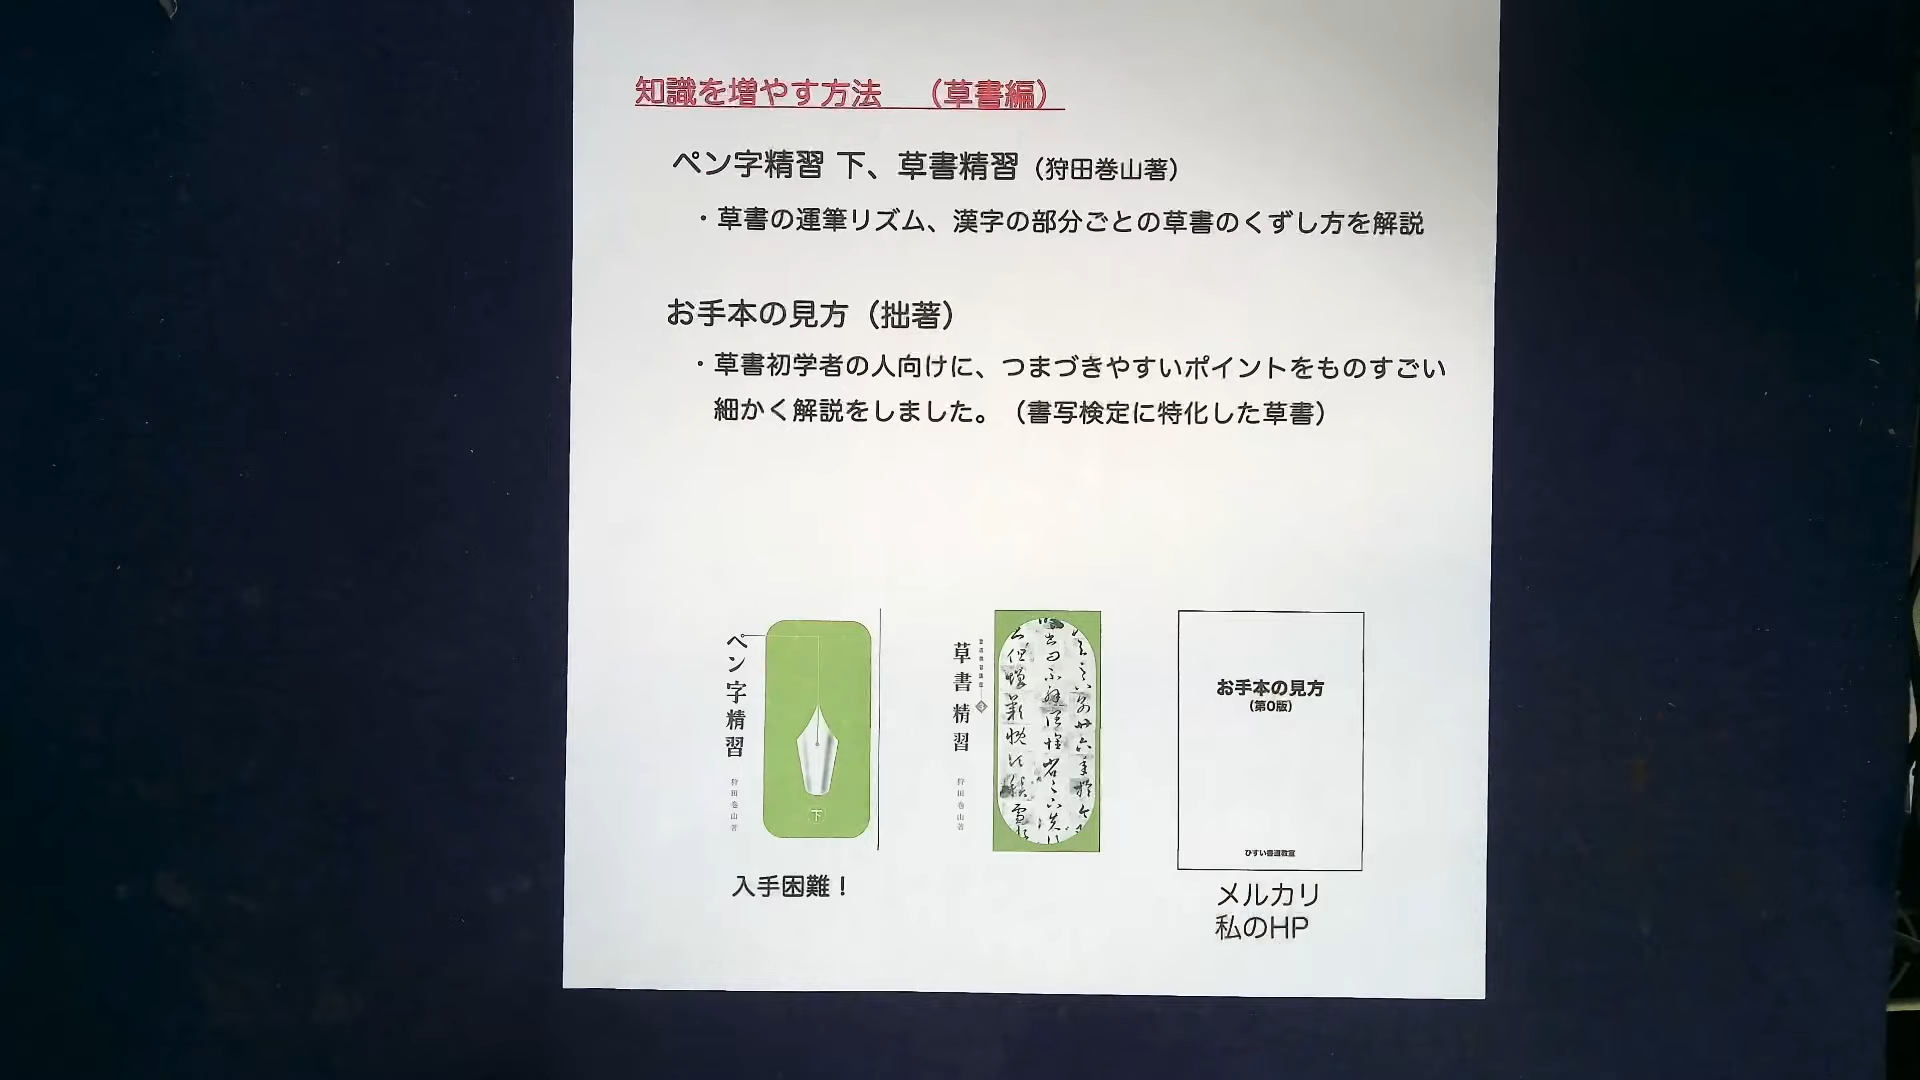 知識を増やす方法　（草書編）
ペン字精習 下、草書精習（狩田巻山著）
・草書の運筆リズム、漢字の部分ごとの草書のくずし方を解説
お手本の見方（拙著）
・草書初学者の人向けに、つまづきやすいポイントをものすごい
細かく解説をしました。（書写検定に特化した草書）
ペン字精習
狩田巻山著
下
入手困難！
草書精習
3
狩田巻山著
お手本の見方
（第0版）
ひすい書道教室
メルカリ
私のHP